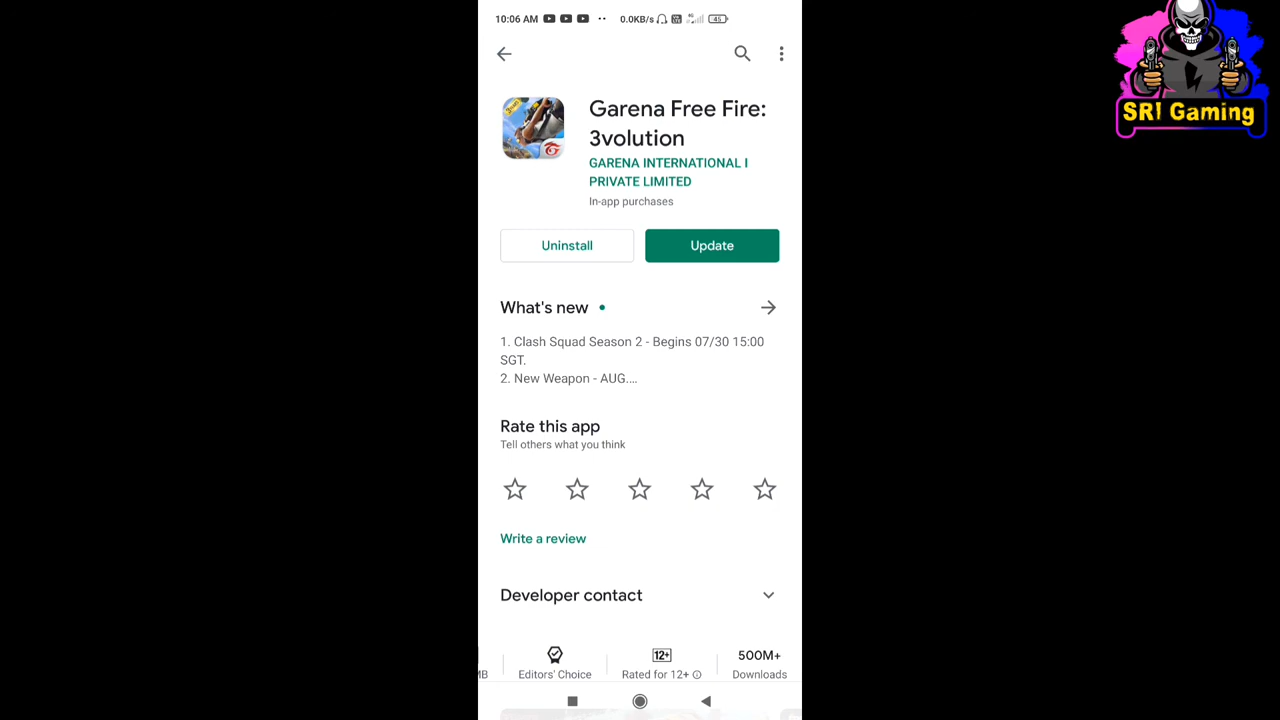 10:06 AM
0.0KB/s
4G
45
SRI Gaming
Garena Free Fire:
3volution
GARENA INTERNATIONAL I
PRIVATE LIMITED
In-app purchases
Uninstall
Update
What's new
1. Clash Squad Season 2 - Begins 07/30 15:00
SGT.
2. New Weapon - AUG....
Rate this app
Tell others what you think
Write a review
Developer contact
12+
500M+
MB
Editors' Choice
Rated for 12+
Downloads